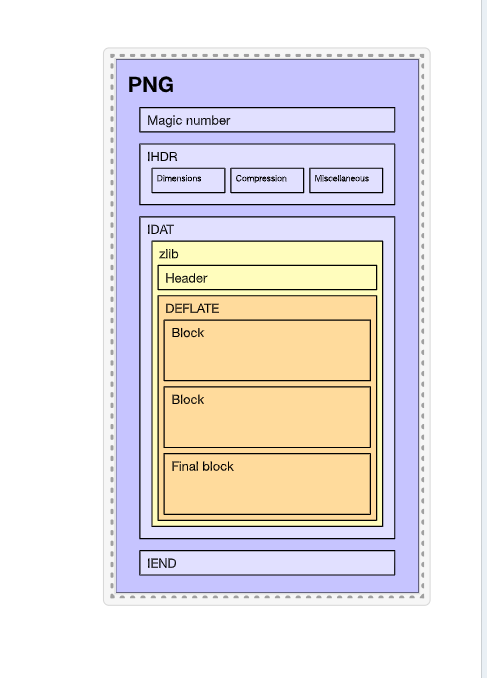 PNG
Magic number
IHDR
Dimensions Compression Miscellaneous
IDAT
zlib
Header
DEFLATE
Block
Block
Final block
IEND